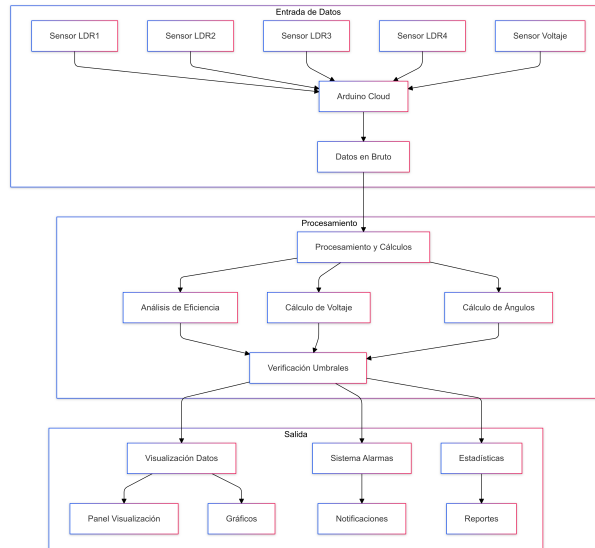 Entrada de Datos
Sensor LDR1
Sensor LDR2
Sensor LDR3
Sensor LDR4
Sensor Voltaje
Arduino Cloud
Datos en Bruto
Procesamiento
Procesamiento y Cálculos
Análisis de Eficiencia
Cálculo de Voltaje
Cálculo de Ángulos
Verificación Umbrales
Salida
Visualización Datos
Sistema Alarmas
Estadísticas
Panel Visualización
Gráficos
Notificaciones
Reportes